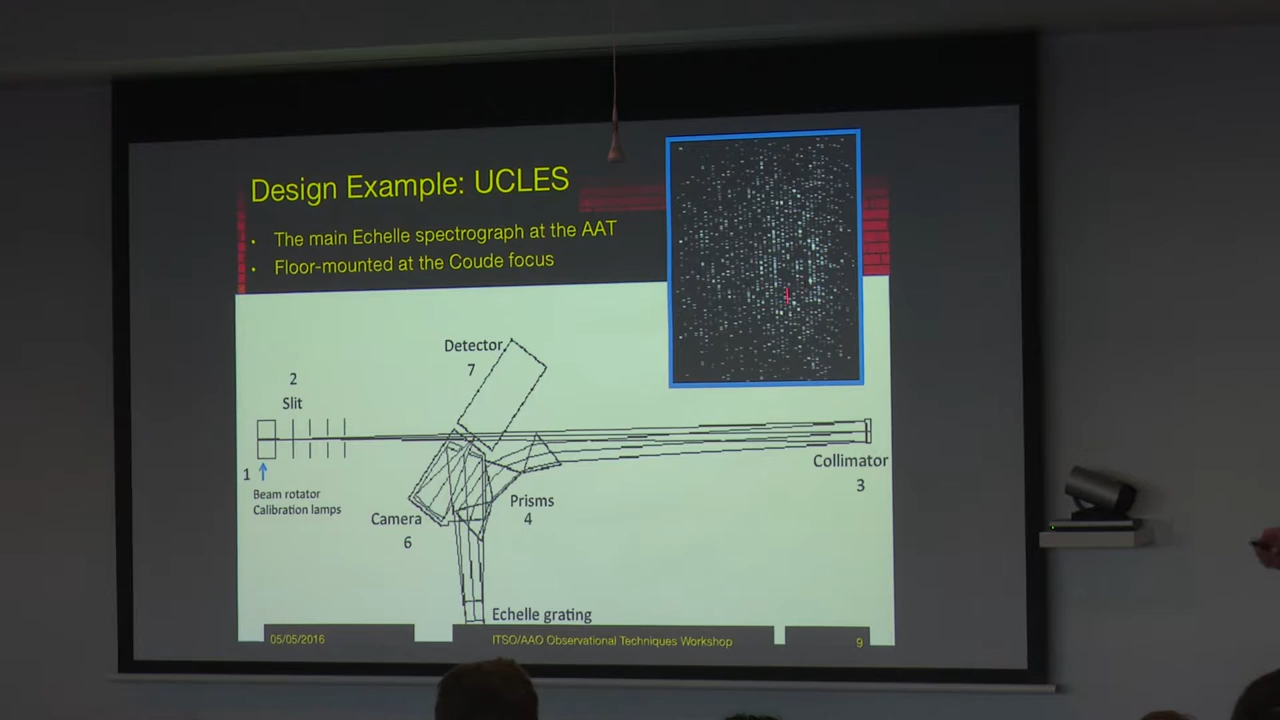 Design Example: UCLES
• The main Echelle spectrograph at the AAT
• Floor-mounted at the Coude focus
Detector
7
2
Slit
1
Beam rotator
Calibration lamps
Collimator
3
Prisms
4
Camera
6
Echelle grating
05/05/2016
ITSO/AAO Observational Techniques Workshop
9